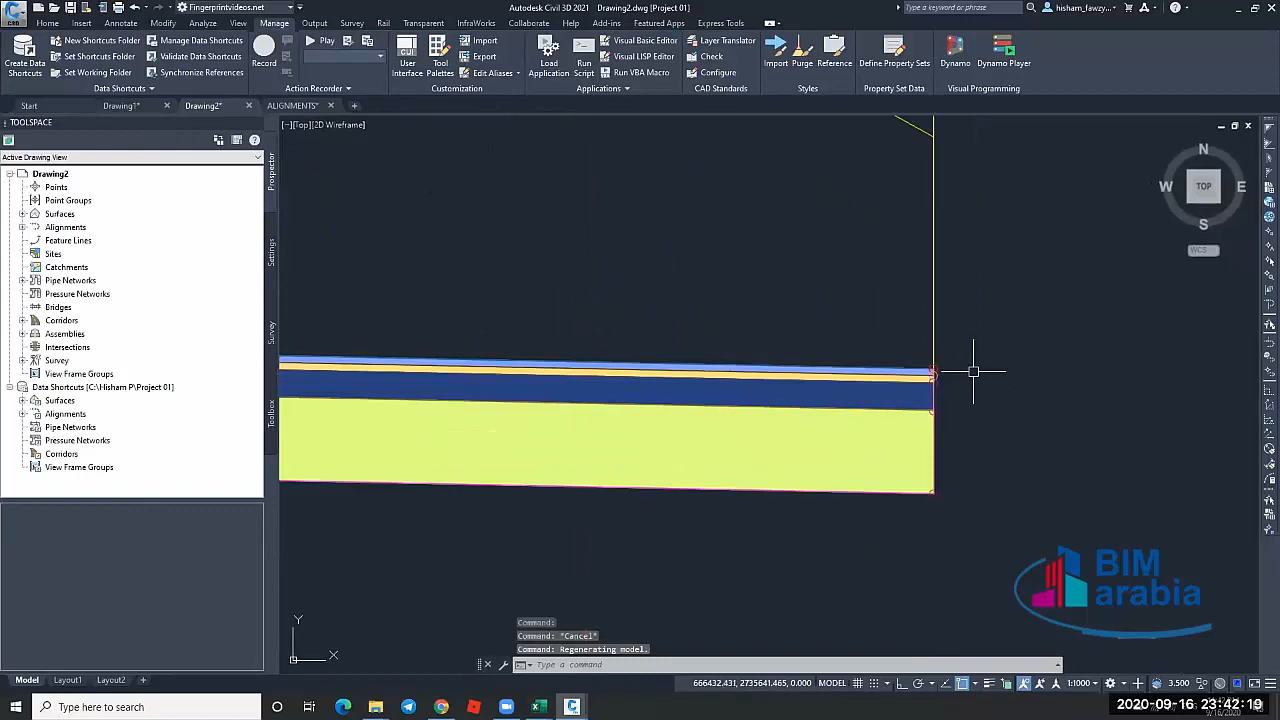 Fingerprintvideos.net
Autodesk Civil 3D 2021 Drawing2.dwg [Project 01]
Type a keyword or phrase
hisham_fawzy...
Home Insert Annotate Modify Analyze View Manage Output Survey Rail Transparent InfraWorks Collaborate Help Add-ins Featured Apps Express Tools
Create Data
Shortcuts
New Shortcuts Folder
Set Shortcuts Folder
Set Working Folder
Manage Data Shortcuts
Validate Data Shortcuts
Synchronize References
Data Shortcuts
Record
Play
Action Recorder
User
Interface
Tool
Palettes
Import
Export
Edit Aliases
Customization
Load
Application
Run
Script
Visual Basic Editor
Visual LISP Editor
Run VBA Macro
Applications
Layer Translator
Check
Configure
CAD Standards
Import
Purge
Reference
Styles
Define Property Sets
Property Set Data
Dynamo
Dynamo Player
Visual Programming
Start
Drawing1*
Drawing2*
ALIGNMENTS*
TOOLSPACE
Active Drawing View
Drawing2
Points
Point Groups
Surfaces
Alignments
Feature Lines
Sites
Catchments
Pipe Networks
Pressure Networks
Bridges
Corridors
Assemblies
Intersections
Survey
View Frame Groups
Data Shortcuts [C:\Hisham P\Project 01]
Surfaces
Alignments
Pipe Networks
Pressure Networks
Corridors
View Frame Groups
Prospector
Settings
Survey
Toolbox
[−][Top][2D Wireframe]
N
W
TOP
E
S
WCS
Y
X
BIM
arabia
Command:
Command: *Cancel*
Command: Regenerating model.
Type a command
Model
Layout1
Layout2
666432.431, 2735641.465, 0.000
MODEL
1:1000
3.500
Type here to search
2020-09-16 23:42:19